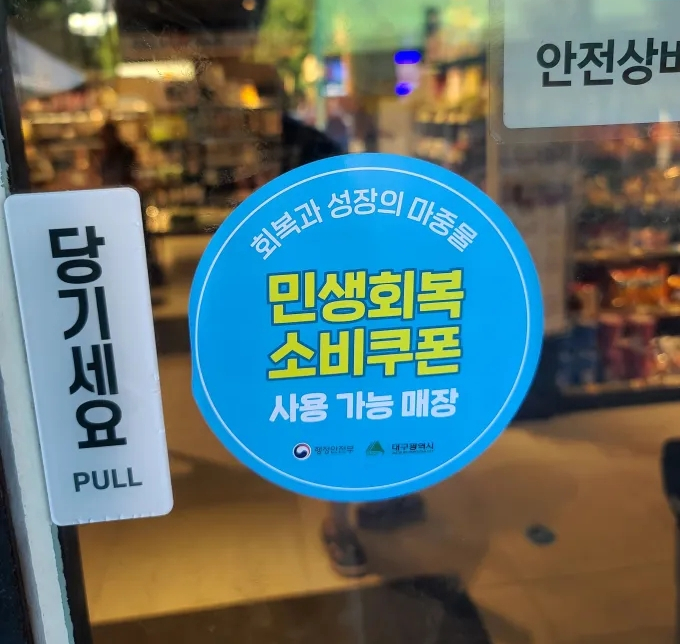 안전상비
당기세요
PULL
회복과 성장의 마중물
민생회복
소비쿠폰
사용 가능 매장
행정안전부
대구광역시